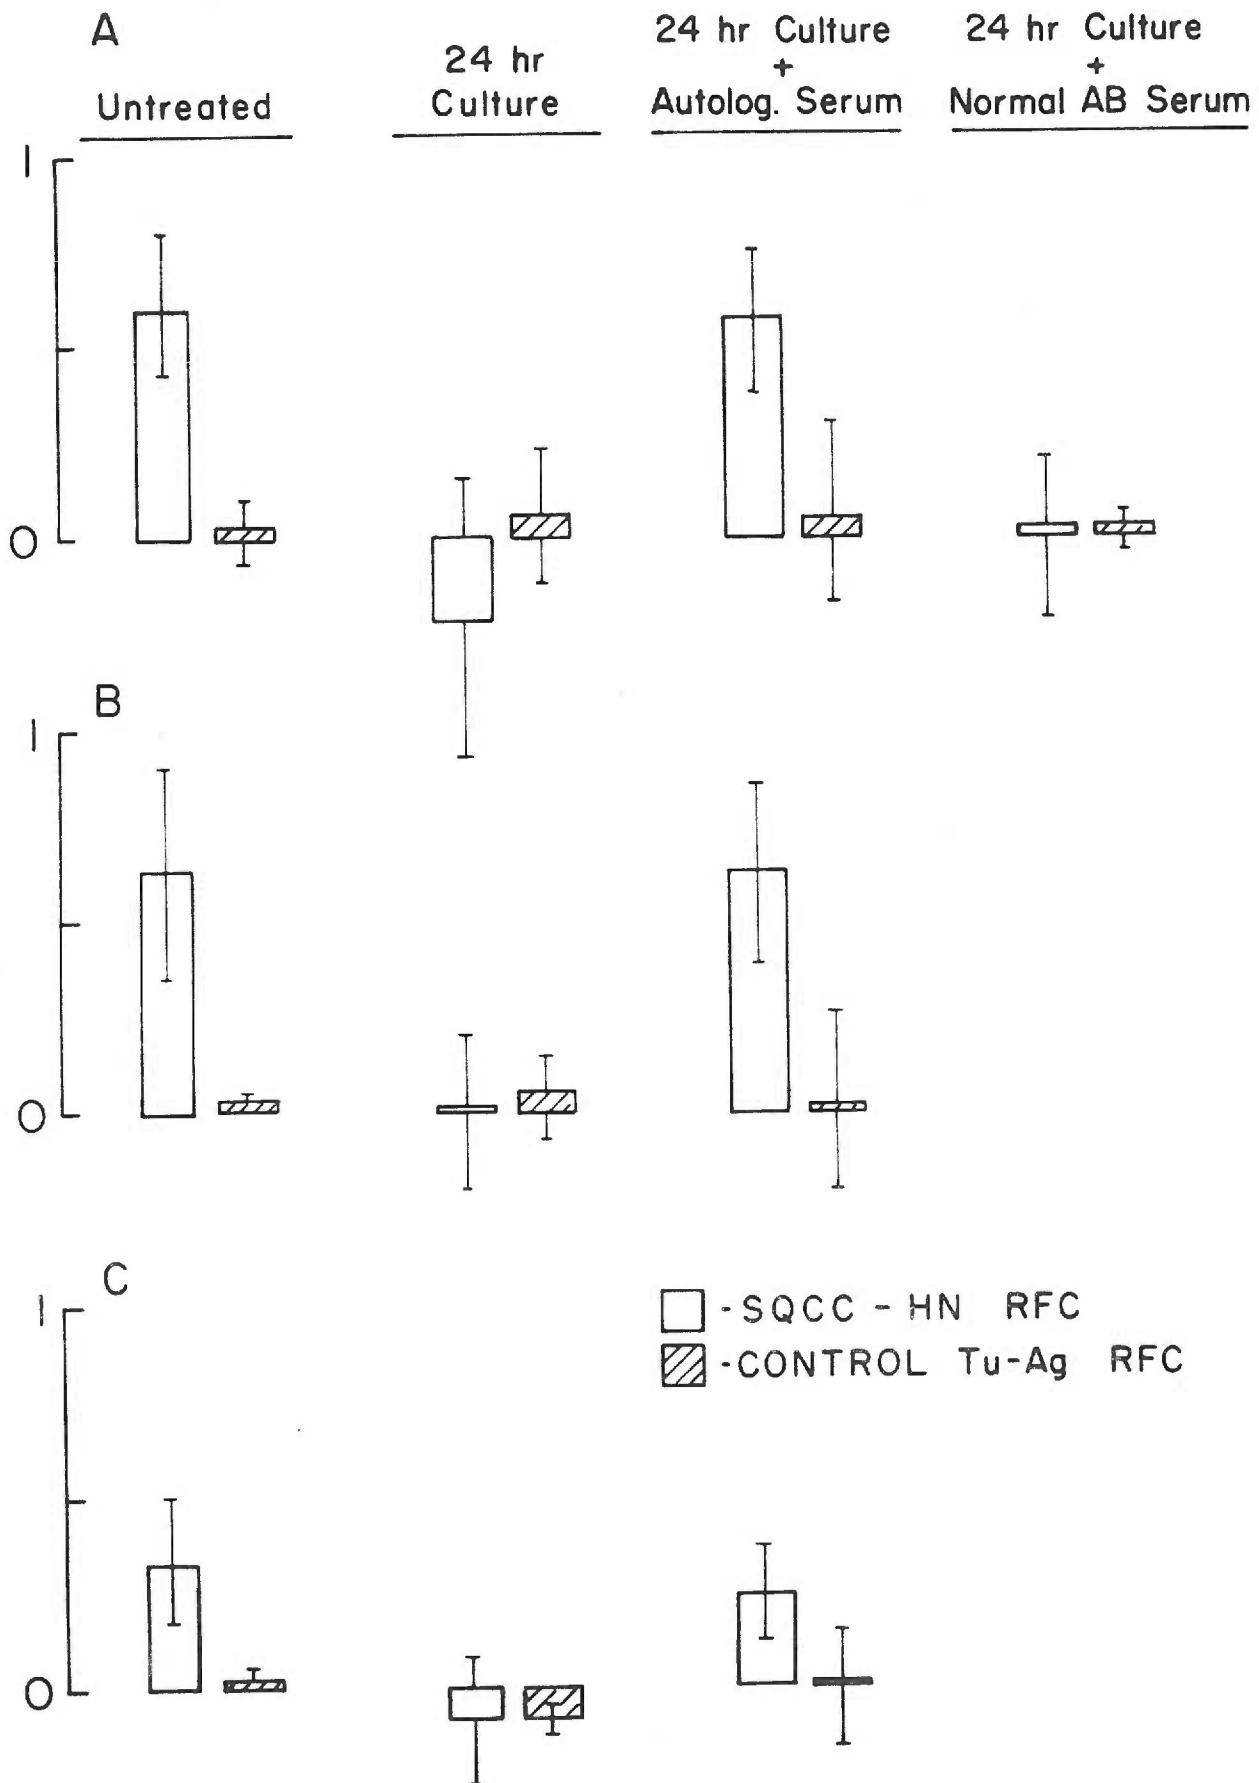 A
Untreated
24 hr
Culture
24 hr Culture
+
Autolog. Serum
24 hr Culture
+
Normal AB Serum
1
0
B
1
0
C
1
0
-SQCC-HN RFC
-CONTROL Tu-Ag RFC